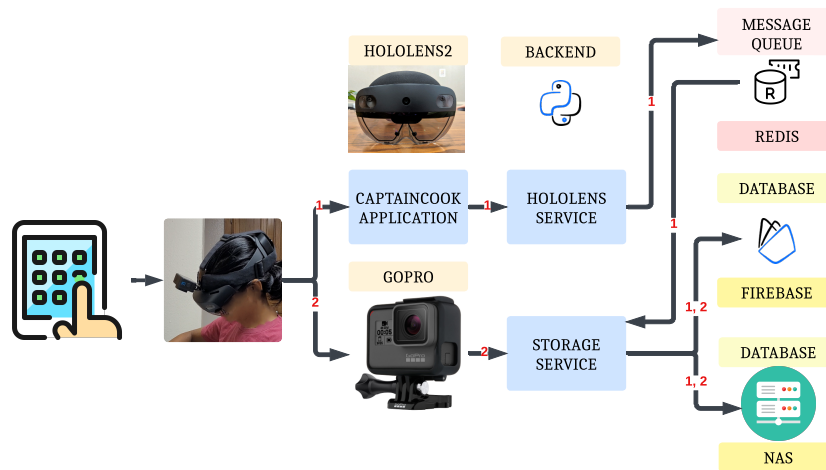 HOLOLENS2
BACKEND
MESSAGE
QUEUE
R
REDIS
1
1
CAPTAINCOOK
APPLICATION
1
HOLOLENS
SERVICE
1
DATABASE
FIREBASE
GOPRO
2
2
STORAGE
SERVICE
1, 2
1, 2
DATABASE
NAS